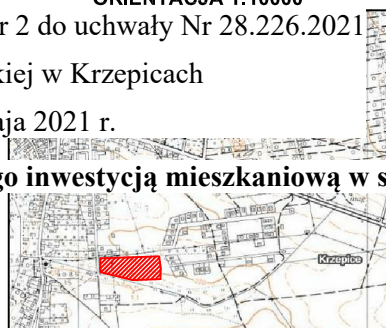 ORIENTACJA 1:10000
r 2 do uchwały Nr 28.226.2021
kiej w Krzepicach
aja 2021 r.
go inwestycją mieszkaniową w s
Krzepice